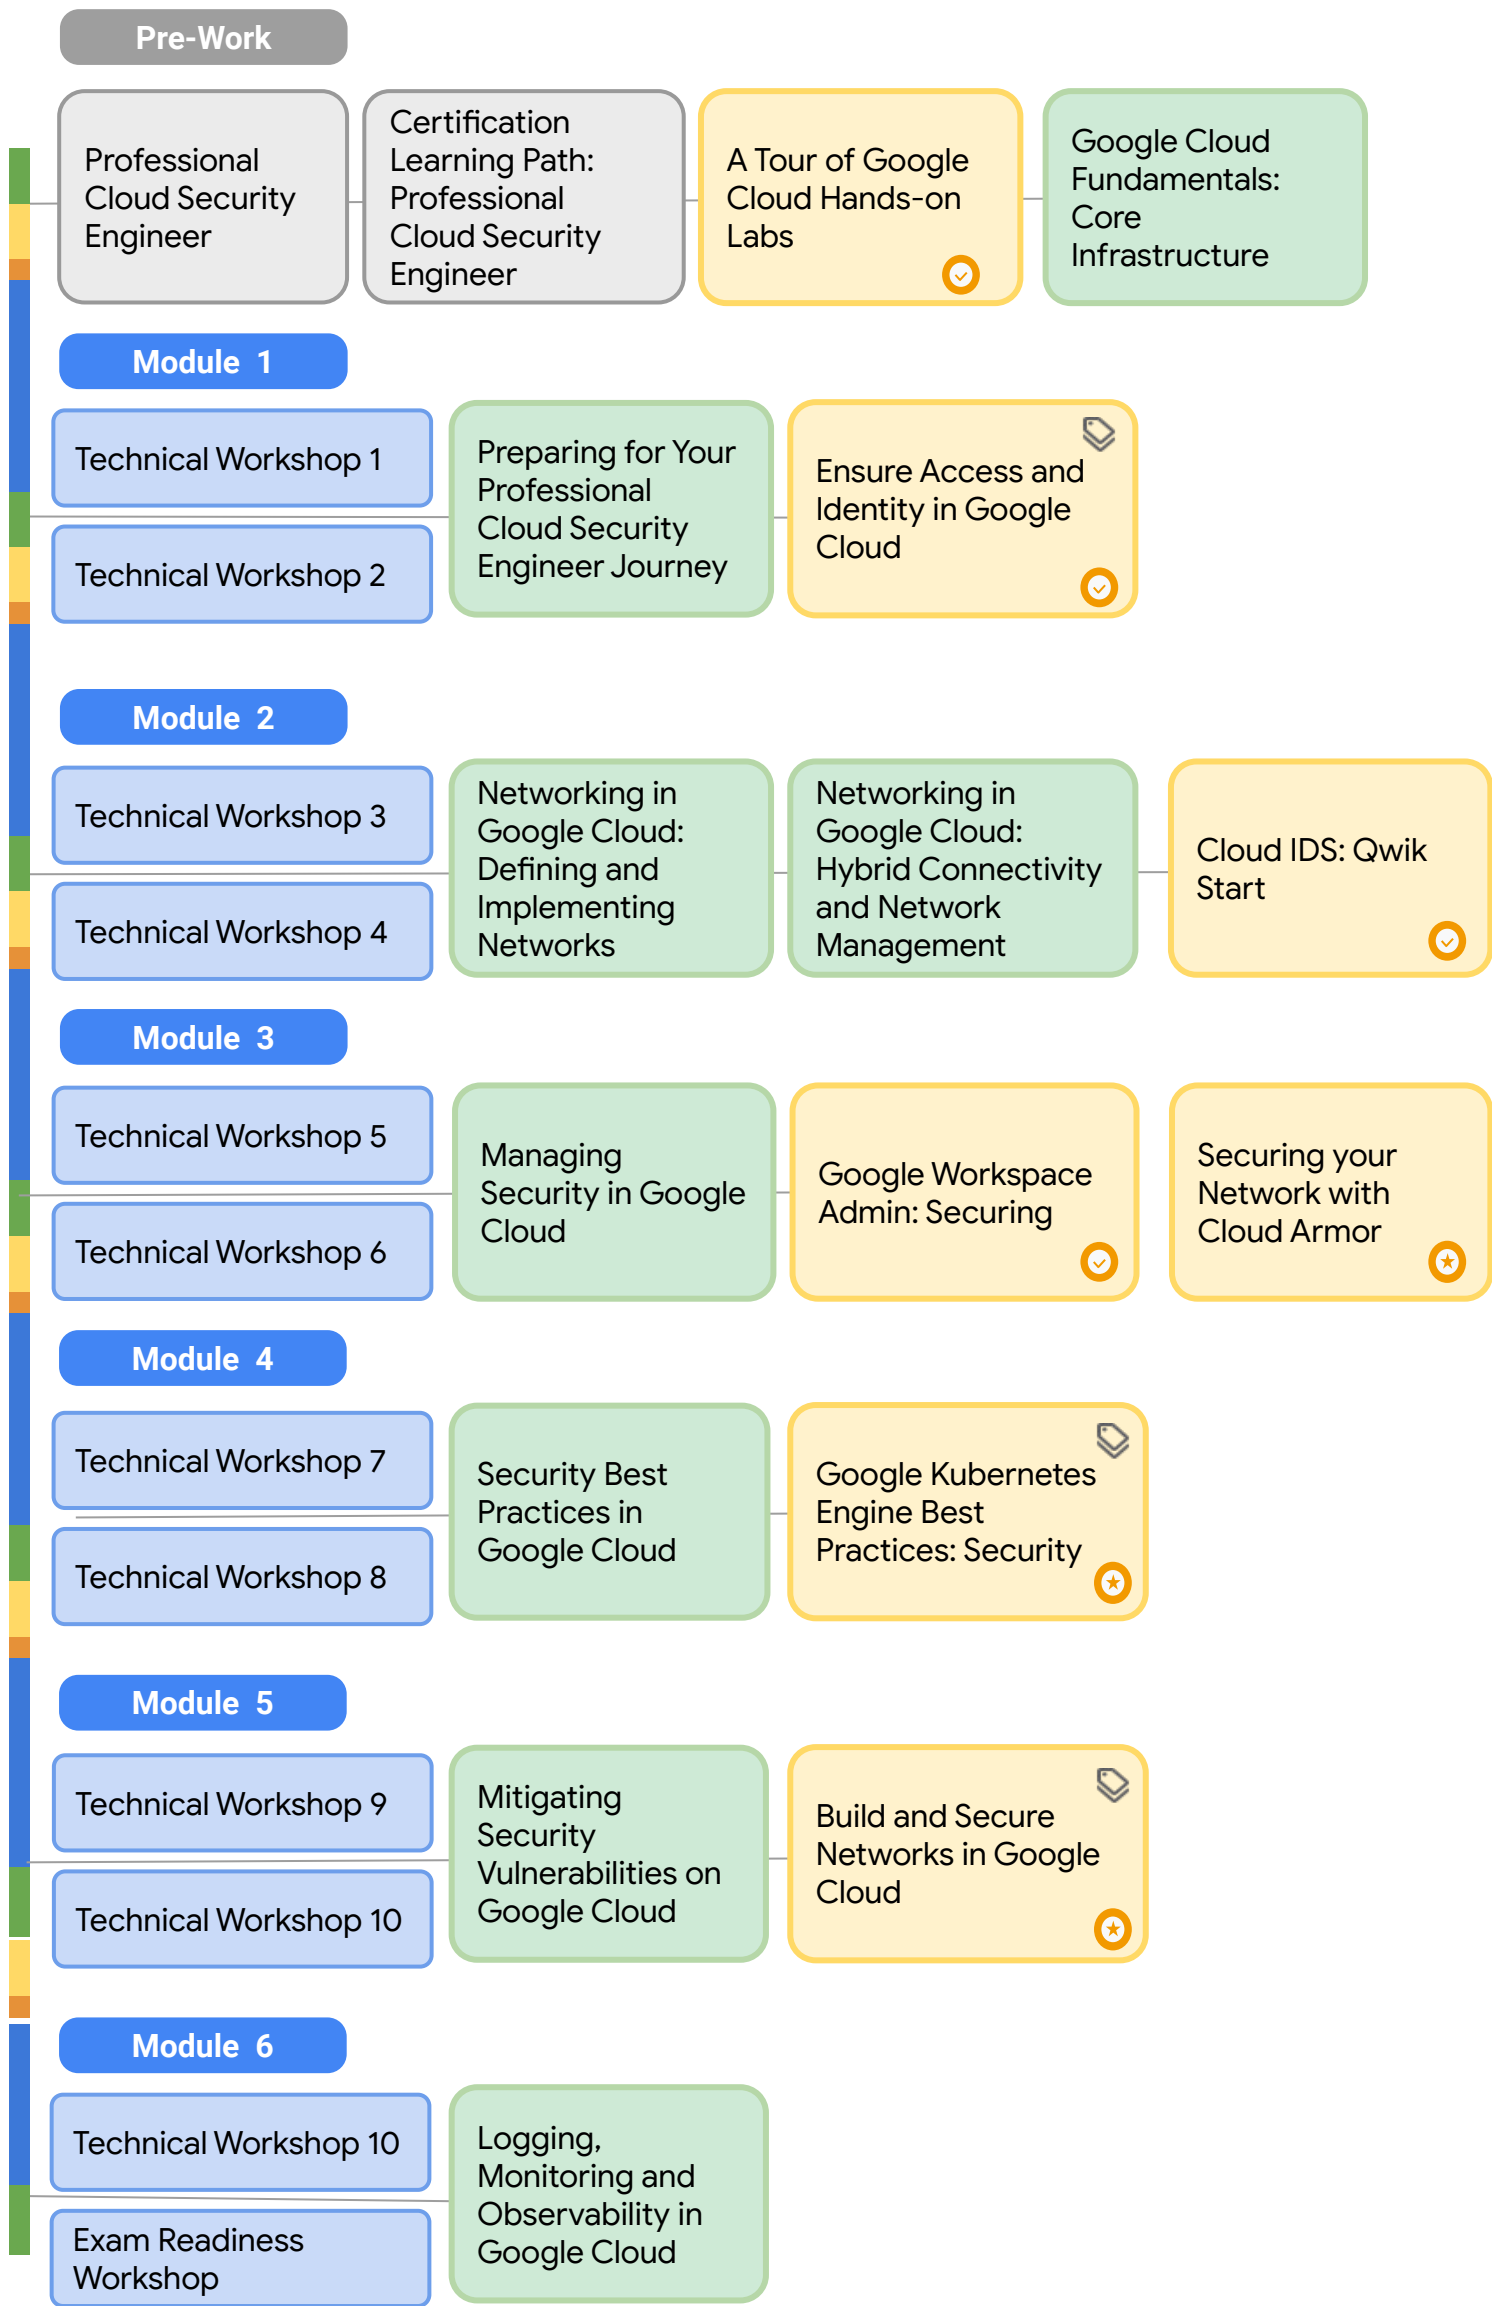 Pre-Work
Professional
Cloud Security
Engineer
Certification
Learning Path:
Professional
Cloud Security
Engineer
A Tour of Google
Cloud Hands-on
Labs
Google Cloud
Fundamentals:
Core
Infrastructure
Module 1
Technical Workshop 1
Technical Workshop 2
Preparing for Your
Professional
Cloud Security
Engineer Journey
Ensure Access and
Identity in Google
Cloud
Module 2
Technical Workshop 3
Technical Workshop 4
Networking in
Google Cloud:
Defining and
Implementing
Networks
Networking in
Google Cloud:
Hybrid Connectivity
and Network
Management
Cloud IDS: Qwik
Start
Module 3
Technical Workshop 5
Technical Workshop 6
Managing
Security in Google
Cloud
Google Workspace
Admin: Securing
Securing your
Network with
Cloud Armor
Module 4
Technical Workshop 7
Technical Workshop 8
Security Best
Practices in
Google Cloud
Google Kubernetes
Engine Best
Practices: Security
Module 5
Technical Workshop 9
Technical Workshop 10
Mitigating
Security
Vulnerabilities on
Google Cloud
Build and Secure
Networks in Google
Cloud
Module 6
Technical Workshop 10
Exam Readiness
Workshop
Logging,
Monitoring and
Observability in
Google Cloud